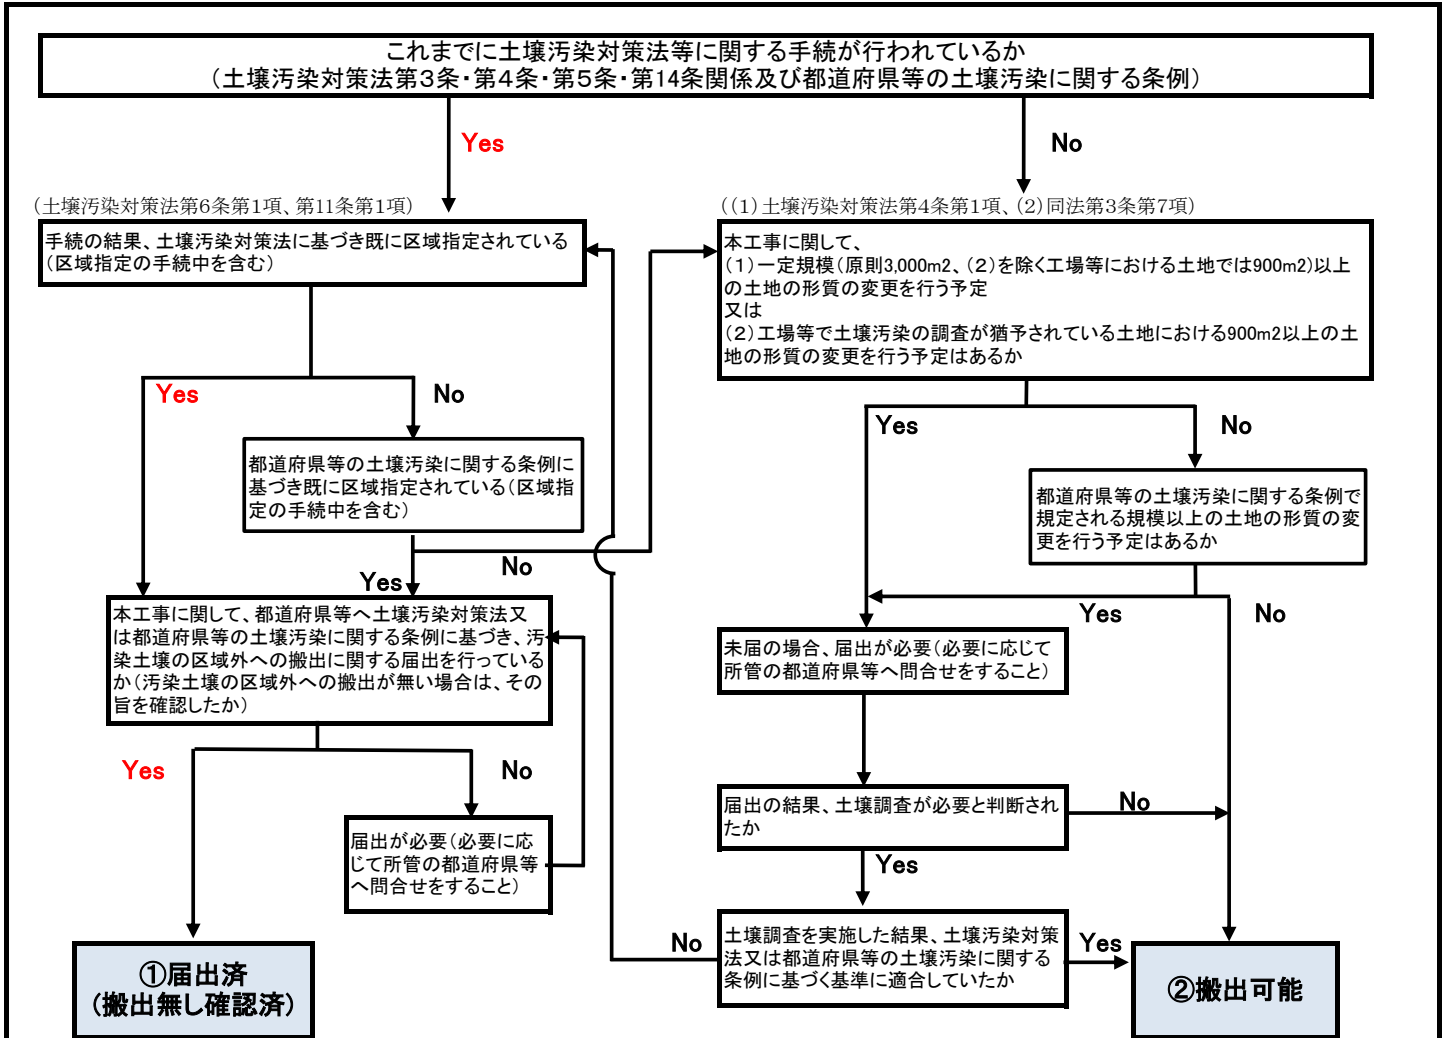 これまでに土壌汚染対策法等に関する手続が行われているか
（土壌汚染対策法第3条・第4条・第5条・第14条関係及び都道府県等の土壌汚染に関する条例）
Yes
No
（土壌汚染対策法第6条第1項、第11条第1項）
手続の結果、土壌汚染対策法に基づき既に区域指定されている
（区域指定の手続中を含む）
（（1）土壌汚染対策法第4条第1項、（2）同法第3条第7項）
本工事に関して、
（1）一定規模（原則3,000m2、（2）を除く工場等における土地では900m2）以上
の土地の形質の変更を行う予定
又は
（2）工場等で土壌汚染の調査が猶予されている土地における900m2以上の土
地の形質の変更を行う予定はあるか
Yes
No
都道府県等の土壌汚染に関する条例に
基づき既に区域指定されている（区域指
定の手続中を含む）
Yes
No
都道府県等の土壌汚染に関する条例で
規定される規模以上の土地の形質の変
更を行う予定はあるか
No
Yes
本工事に関して、都道府県等へ土壌汚染対策法又
は都道府県等の土壌汚染に関する条例に基づき、汚
染土壌の区域外への搬出に関する届出を行っている
か（汚染土壌の区域外への搬出が無い場合は、その
旨を確認したか）
Yes
No
未届の場合、届出が必要（必要に応じて
所管の都道府県等へ問合せをすること）
Yes
No
届出が必要（必要に応
じて所管の都道府県等
へ問合せをすること）
届出の結果、土壌調査が必要と判断され
たか
No
Yes
土壌調査を実施した結果、土壌汚染対策
法又は都道府県等の土壌汚染に関する
条例に基づく基準に適合していたか
No
Yes
①届出済
（搬出無し確認済）
②搬出可能